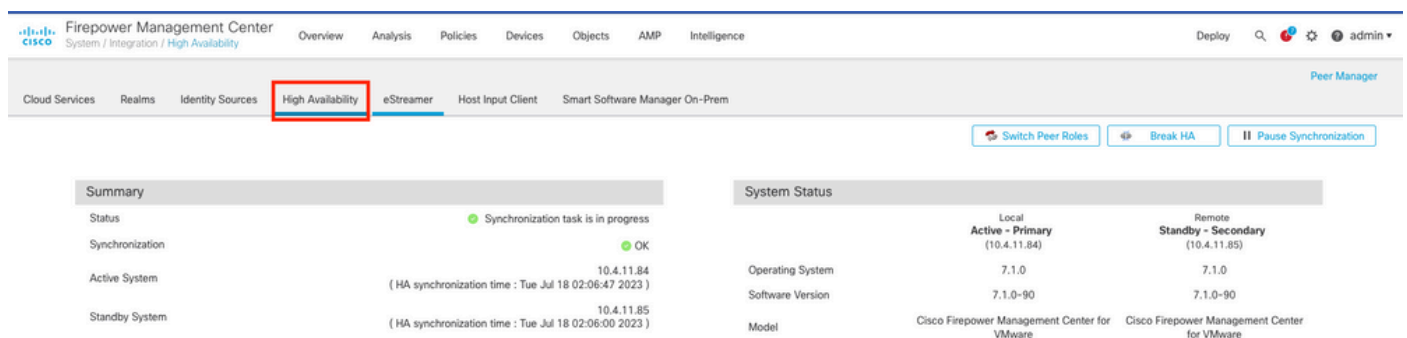 Firepower Management Center
CISCO
System / Integration / High Availability
Overview Analysis Policies Devices Objects AMP Intelligence
Deploy admin
Peer Manager
Cloud Services Realms Identity Sources High Availability eStreamer Host Input Client Smart Software Manager On-Prem
Switch Peer Roles Break HA Pause Synchronization
Summary
Status Synchronization task is in progress
Synchronization OK
Active System 10.4.11.84
( HA synchronization time : Tue Jul 18 02:06:47 2023 )
Standby System 10.4.11.85
( HA synchronization time : Tue Jul 18 02:06:00 2023 )
System Status
Local Remote
Active - Primary Standby - Secondary
(10.4.11.84) (10.4.11.85)
Operating System 7.1.0 7.1.0
Software Version 7.1.0-90 7.1.0-90
Model Cisco Firepower Management Center for Cisco Firepower Management Center
VMware for VMware